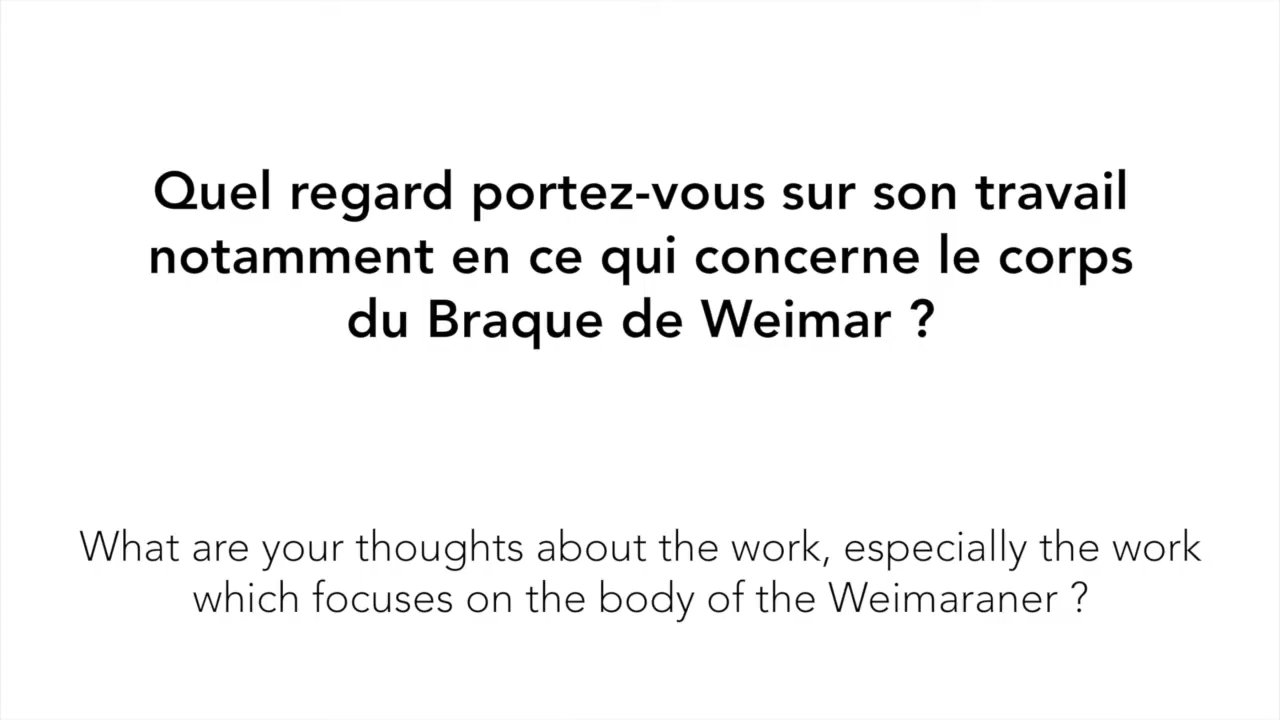 Quel regard portez-vous sur son travail
notamment en ce qui concerne le corps
du Braque de Weimar ?
What are your thoughts about the work, especially the work
which focuses on the body of the Weimaraner ?